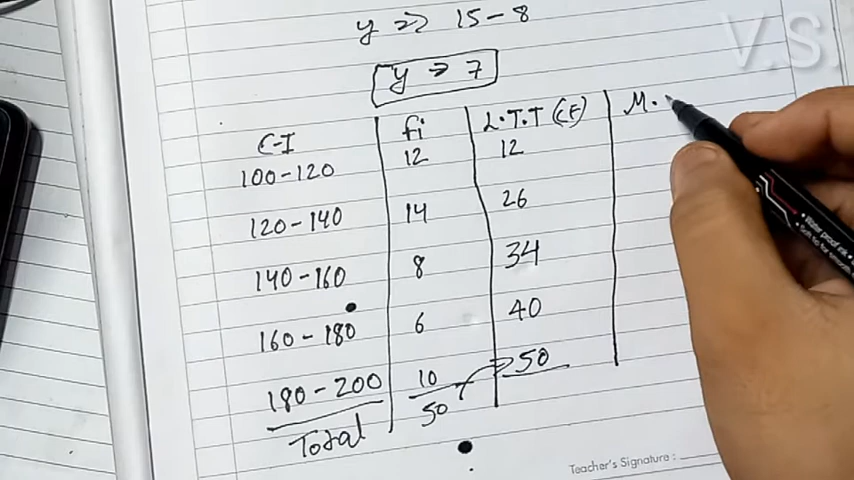 y => 15 - 8
y => 7
V.S.
C-I fi L.T.T (CF) M.
100-120 12 12
120-140 14 26
140-160 8 34
160-180 6 40
180-200 10 50
Total 50
Teacher's Signature :